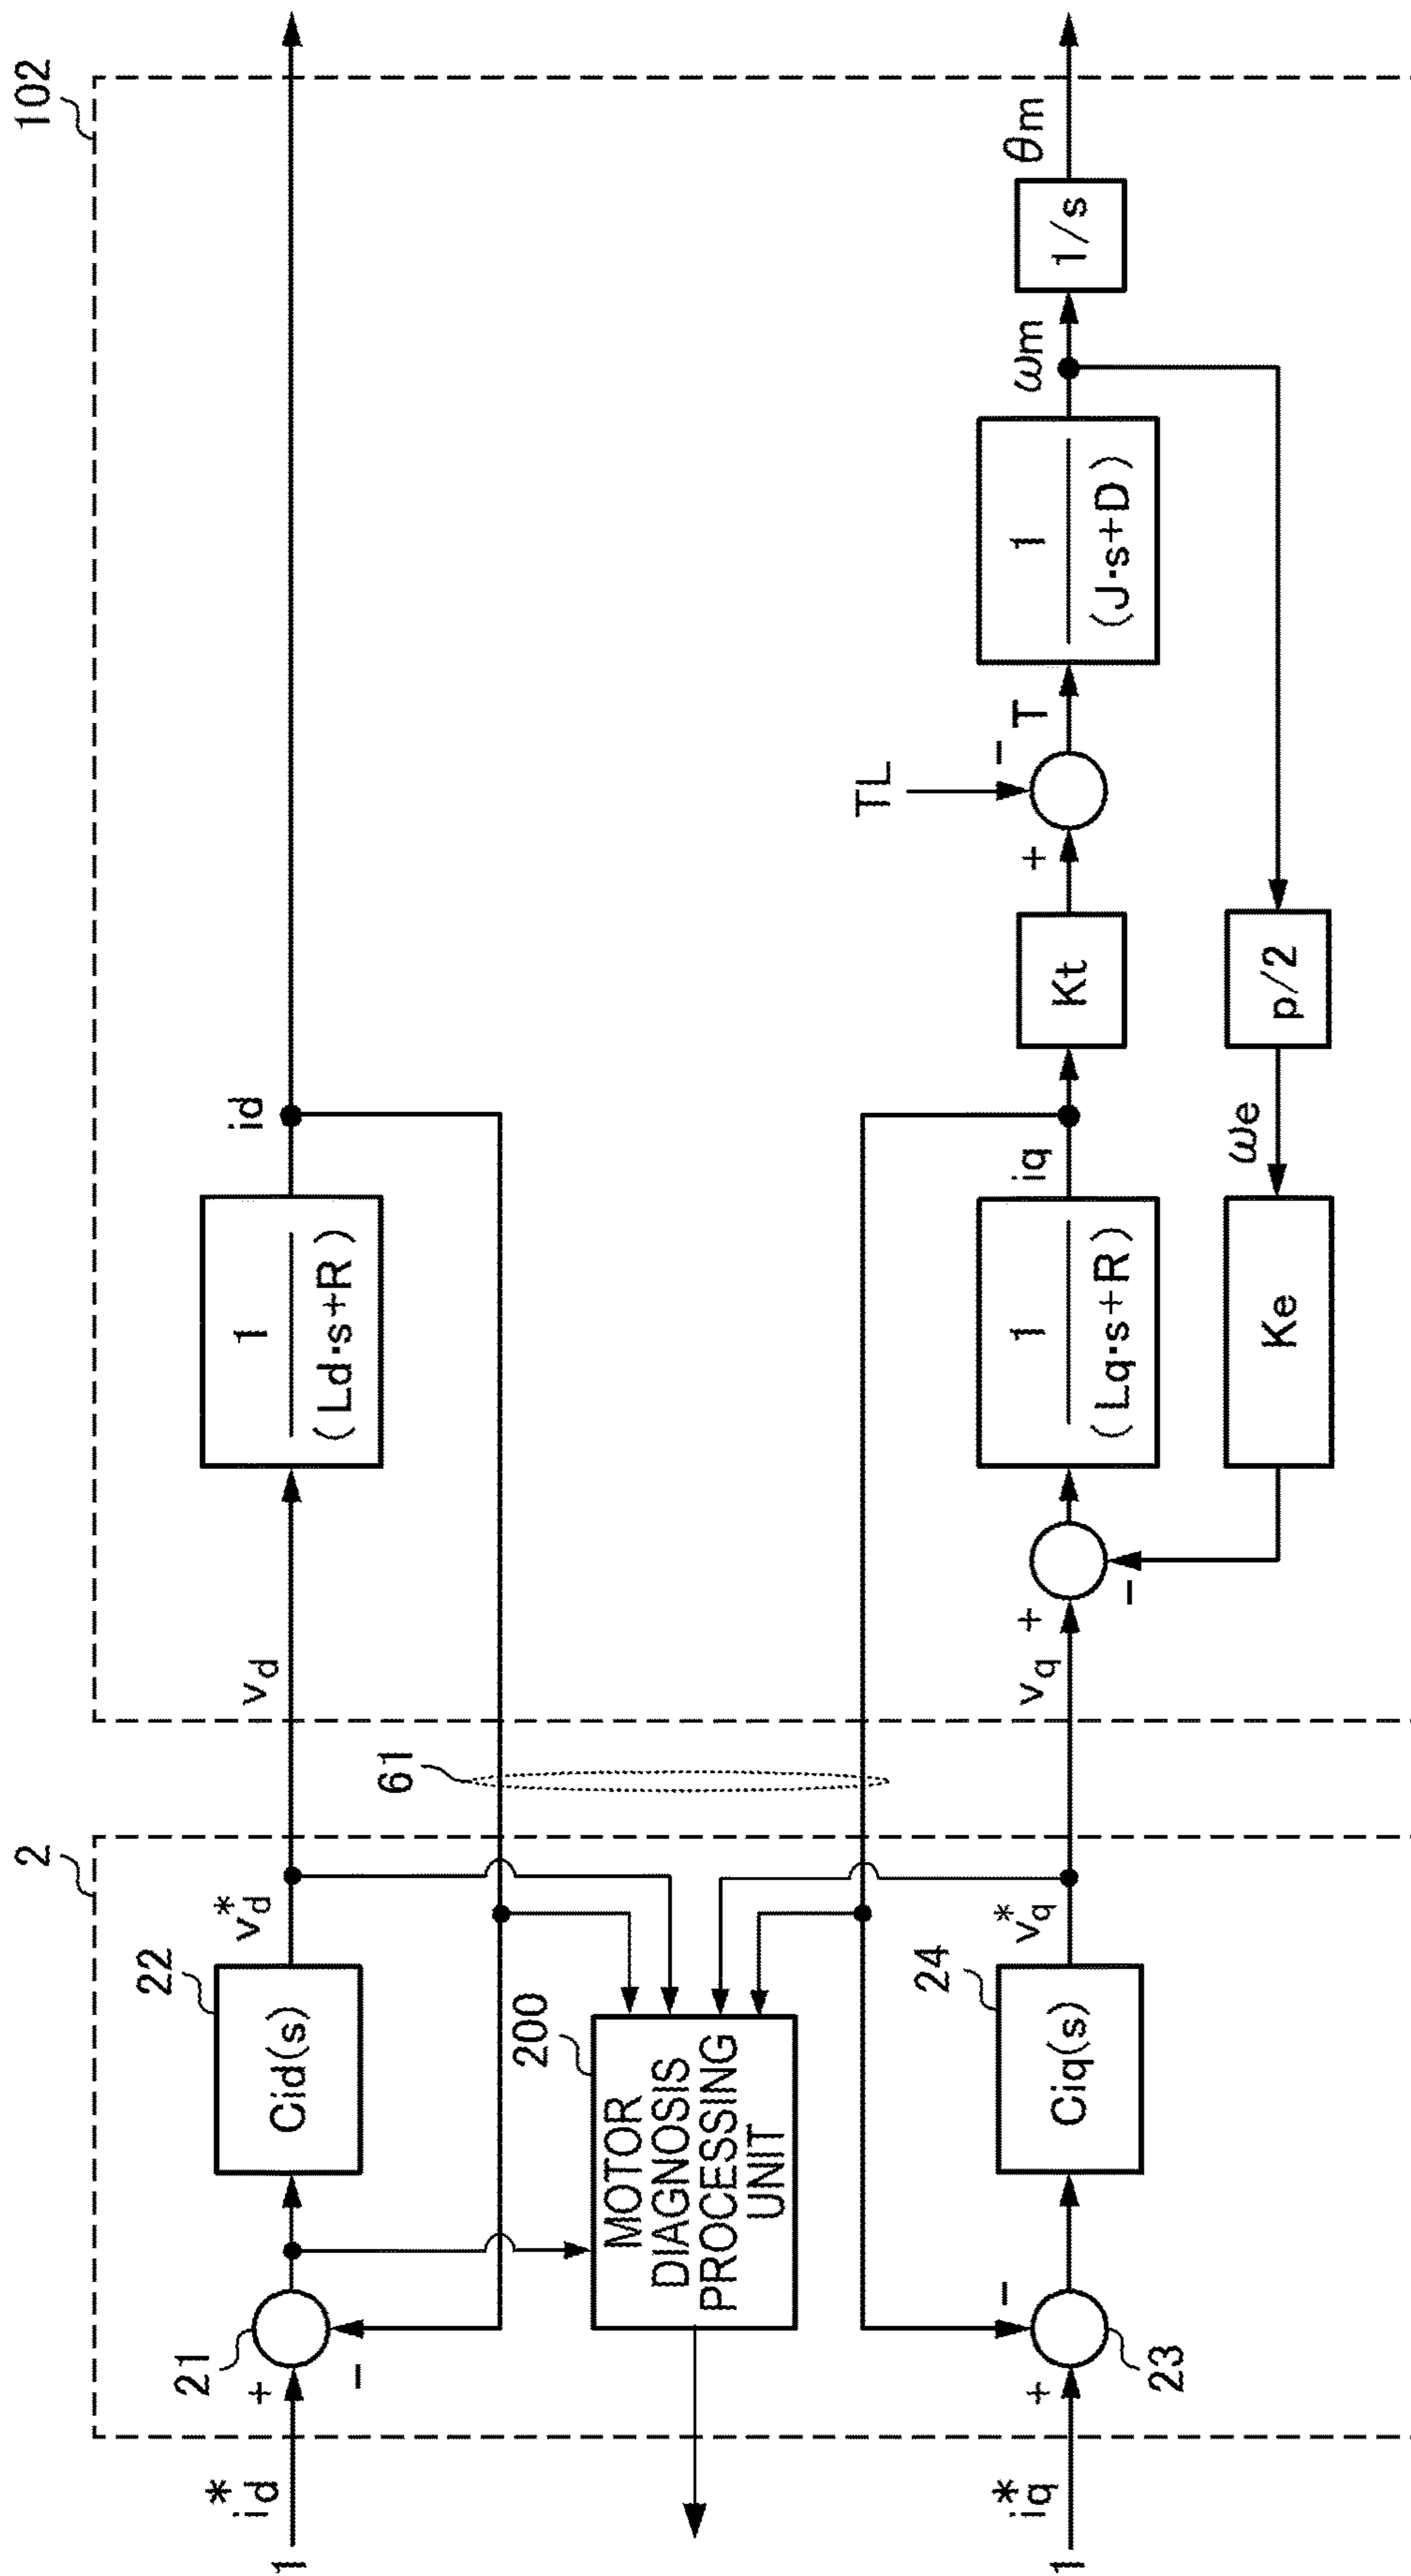 102
2
61
i*d
1
+
−
21
22
Cid(s)
v*d
vd
1
(Ld·s+R)
id
200
MOTOR
DIAGNOSIS
PROCESSING
UNIT
i*q
1
+
−
23
24
Ciq(s)
v*q
vq
+
−
1
(Lq·s+R)
iq
Kt
+
TL
−
T
1
(J·s+D)
ωm
1/s
θm
Ke
ωe
p/2